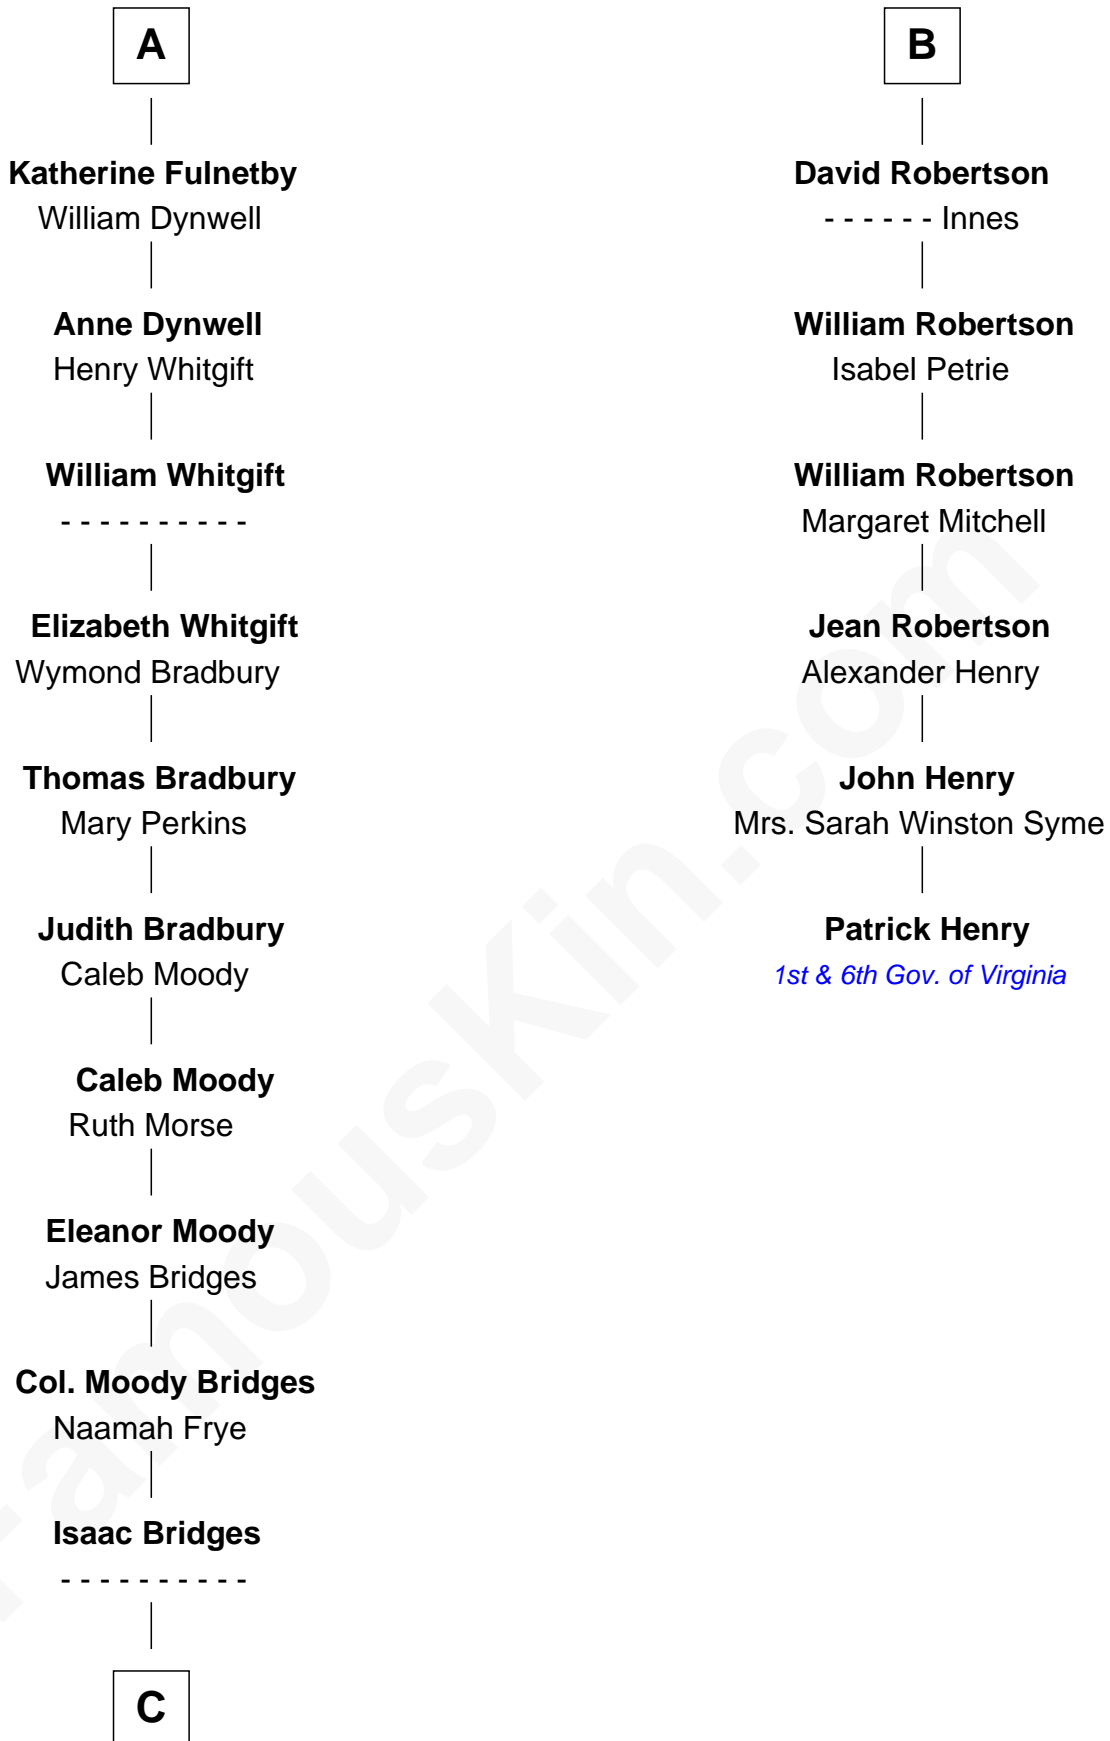 A
Katherine Fulnetby
William Dynwell
Anne Dynwell
Henry Whitgift
William Whitgift
- - - - - - - - - -
Elizabeth Whitgift
Wymond Bradbury
Thomas Bradbury
Mary Perkins
Judith Bradbury
Caleb Moody
Caleb Moody
Ruth Morse
Eleanor Moody
James Bridges
Col. Moody Bridges
Naamah Frye
Isaac Bridges
- - - - - - - - - -
C
B
David Robertson
- - - - - - Innes
William Robertson
Isabel Petrie
William Robertson
Margaret Mitchell
Jean Robertson
Alexander Henry
John Henry
Mrs. Sarah Winston Syme
Patrick Henry
1st & 6th Gov. of Virginia
FamousKin.com